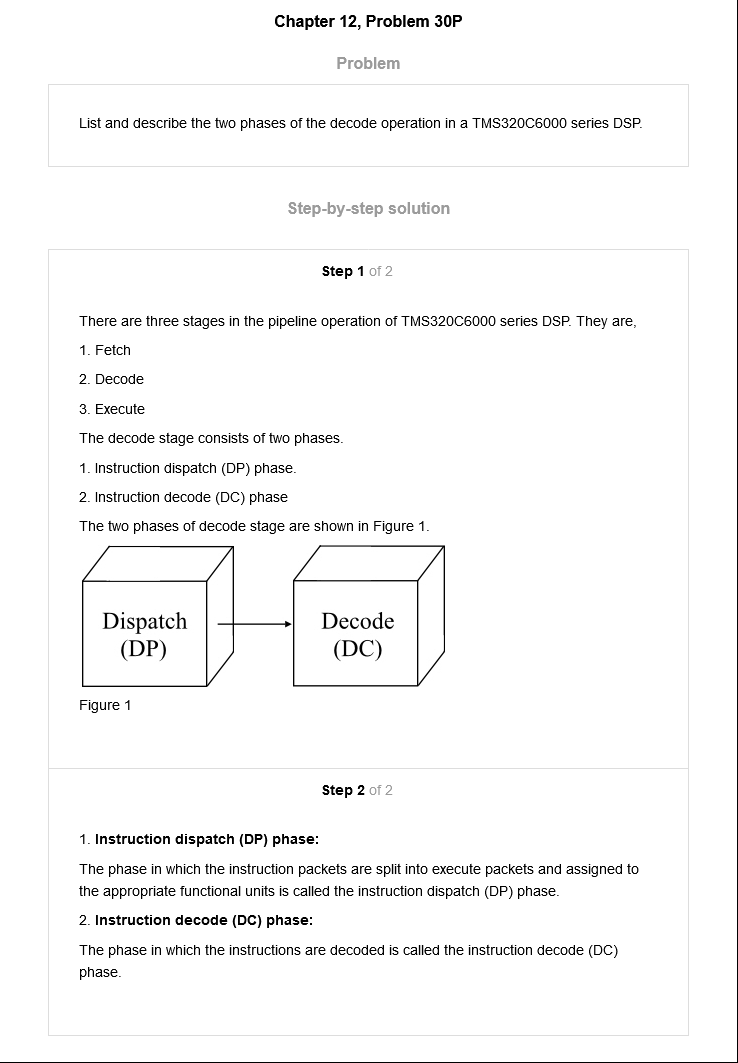 Chapter 12, Problem 30P
Problem
List and describe the two phases of the decode operation in a TMS320C6000 series DSP.
Step-by-step solution
Step 1 of 2
There are three stages in the pipeline operation of TMS320C6000 series DSP. They are,
1. Fetch
2. Decode
3. Execute
The decode stage consists of two phases.
1. Instruction dispatch (DP) phase.
2. Instruction decode (DC) phase
The two phases of decode stage are shown in Figure 1.
Dispatch
(DP)
Decode
(DC)
Figure 1
Step 2 of 2
1. Instruction dispatch (DP) phase:
The phase in which the instruction packets are split into execute packets and assigned to
the appropriate functional units is called the instruction dispatch (DP) phase.
2. Instruction decode (DC) phase:
The phase in which the instructions are decoded is called the instruction decode (DC)
phase.